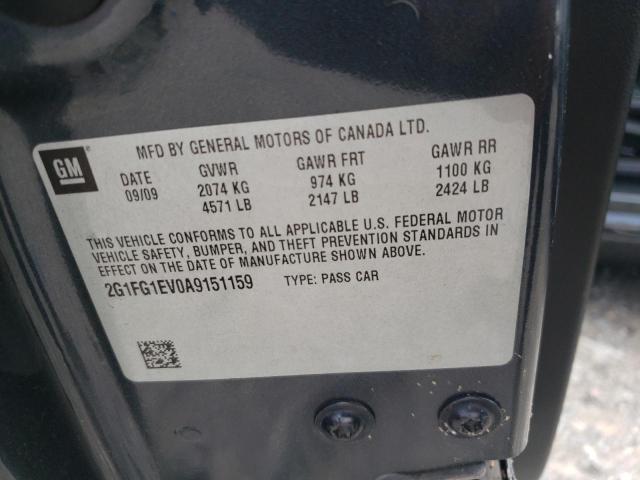 MFD BY GENERAL MOTORS OF CANADA LTD.
GM
DATE GVWR GAWR FRT GAWR RR
09/09 2074 KG 974 KG 1100 KG
4571 LB 2147 LB 2424 LB
THIS VEHICLE CONFORMS TO ALL APPLICABLE U.S. FEDERAL MOTOR
VEHICLE SAFETY, BUMPER, AND THEFT PREVENTION STANDARDS IN
EFFECT ON THE DATE OF MANUFACTURE SHOWN ABOVE.
2G1FG1EV0A9151159 TYPE: PASS CAR